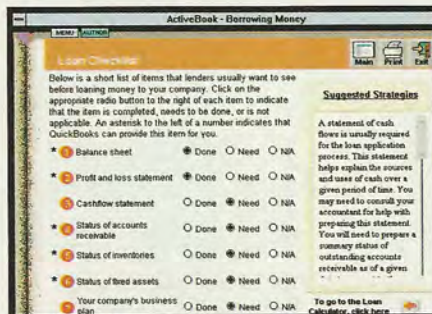 ActiveBook - Borrowing Money
MENU AUTHOR
Loan Checklist
Main Print Exit
Below is a short list of items that lenders usually want to see
before loaning money to your company. Click on the
appropriate radio button to the right of each item to indicate
that the item is completed, needs to be done, or is not
applicable. An asterisk to the left of a number indicates that
QuickBooks can provide this item for you.
* 1 Balance sheet Done Need N/A
* 2 Profit and loss statement Done Need N/A
3 Cashflow statement Done Need N/A
* 4 Status of accounts
receivable Done Need N/A
* 5 Status of inventories Done Need N/A
* 6 Status of fixed assets Done Need N/A
Your company's business
plan Done Need N/A
Suggested Strategies
A statement of cash
flows is usually required
for the loan application
process. This statement
helps explain the sources
and uses of cash over a
given period of time. You
may need to consult your
accountant for help with
preparing this statement.
You will need to prepare a
summary status of
outstanding accounts
receivable as of a given
To go to the Loan
Calculator, click here